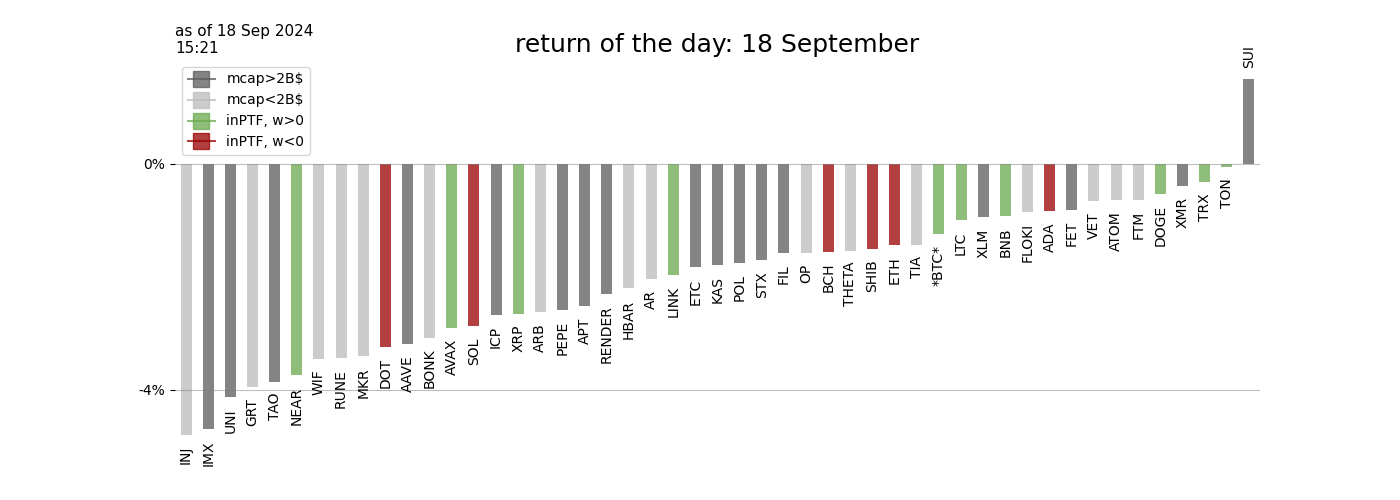 as of 18 Sep 2024
15:21
return of the day: 18 September
mcap>2B$
mcap<2B$
inPTF, w>0
inPTF, w<0
0%
-4%
INJ
IMX
UNI
GRT
TAO
NEAR
WIF
RUNE
MKR
DOT
AAVE
BONK
AVAX
SOL
ICP
XRP
ARB
PEPE
APT
RENDER
HBAR
AR
LINK
ETC
KAS
POL
STX
FIL
OP
BCH
THETA
SHIB
ETH
TIA
*BTC*
LTC
XLM
BNB
FLOKI
ADA
FET
VET
ATOM
FTM
DOGE
XMR
TRX
TON
SUI